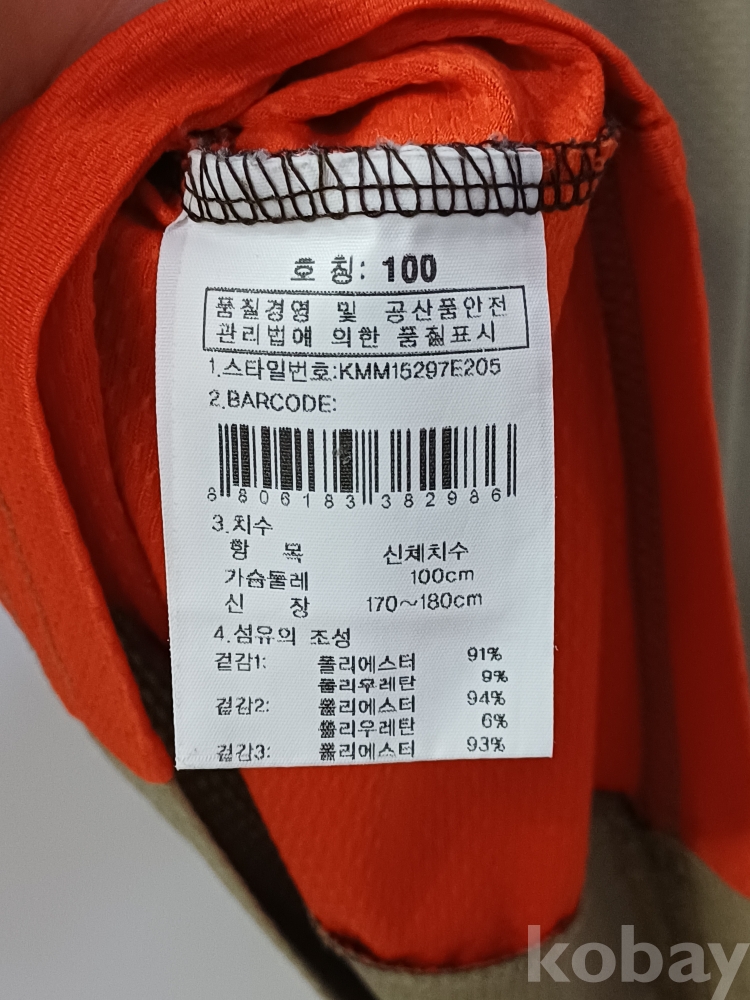 호 칭: 100
품질경영 및 공산품안전
관리법에 의한 품질표시
1.스타일번호:KMM15297E205
2.BARCODE:
8 806183 382986
3.치수
항 목 신체치수
가슴둘레 100cm
신 장 170~180cm
4.섬유의 조성
겉감1: 폴리에스터 91%
폴리우레탄 9%
겉감2: 폴리에스터 94%
폴리우레탄 6%
겉감3: 폴리에스터 93%
kobay